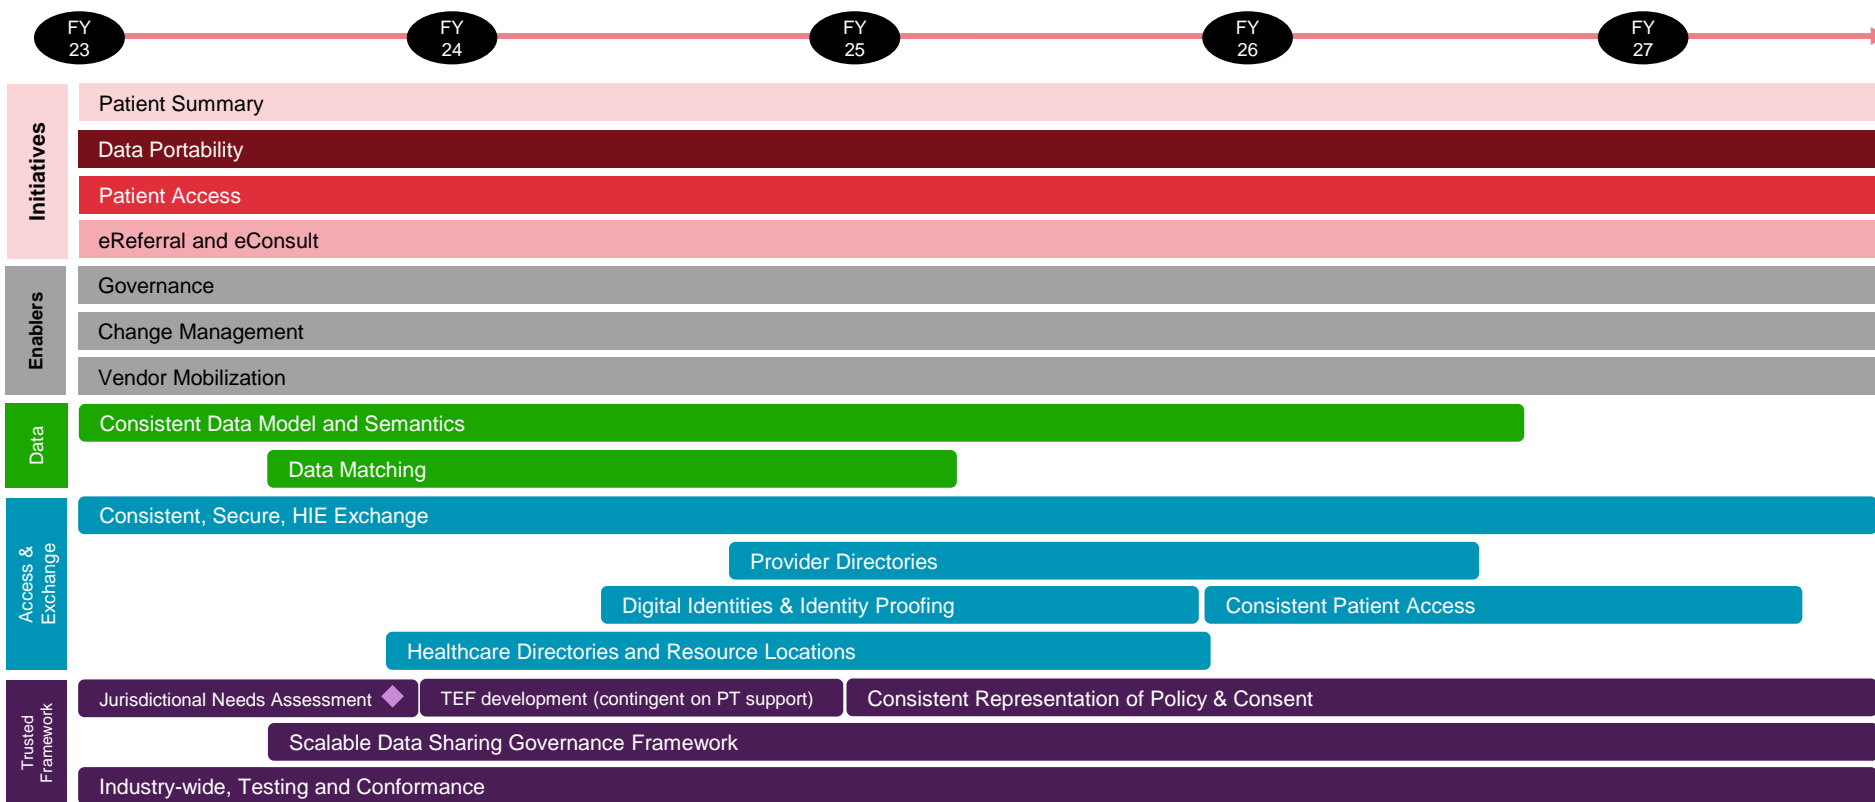 FY
23
FY
24
FY
25
FY
26
FY
27
Initiatives
Patient Summary
Data Portability
Patient Access
eReferral and eConsult
Enablers
Governance
Change Management
Vendor Mobilization
Data
Consistent Data Model and Semantics
Data Matching
Access &
Exchange
Consistent, Secure, HIE Exchange
Provider Directories
Digital Identities & Identity Proofing
Consistent Patient Access
Healthcare Directories and Resource Locations
Trusted
Framework
Jurisdictional Needs Assessment
TEF development (contingent on PT support)
Consistent Representation of Policy & Consent
Scalable Data Sharing Governance Framework
Industry-wide, Testing and Conformance